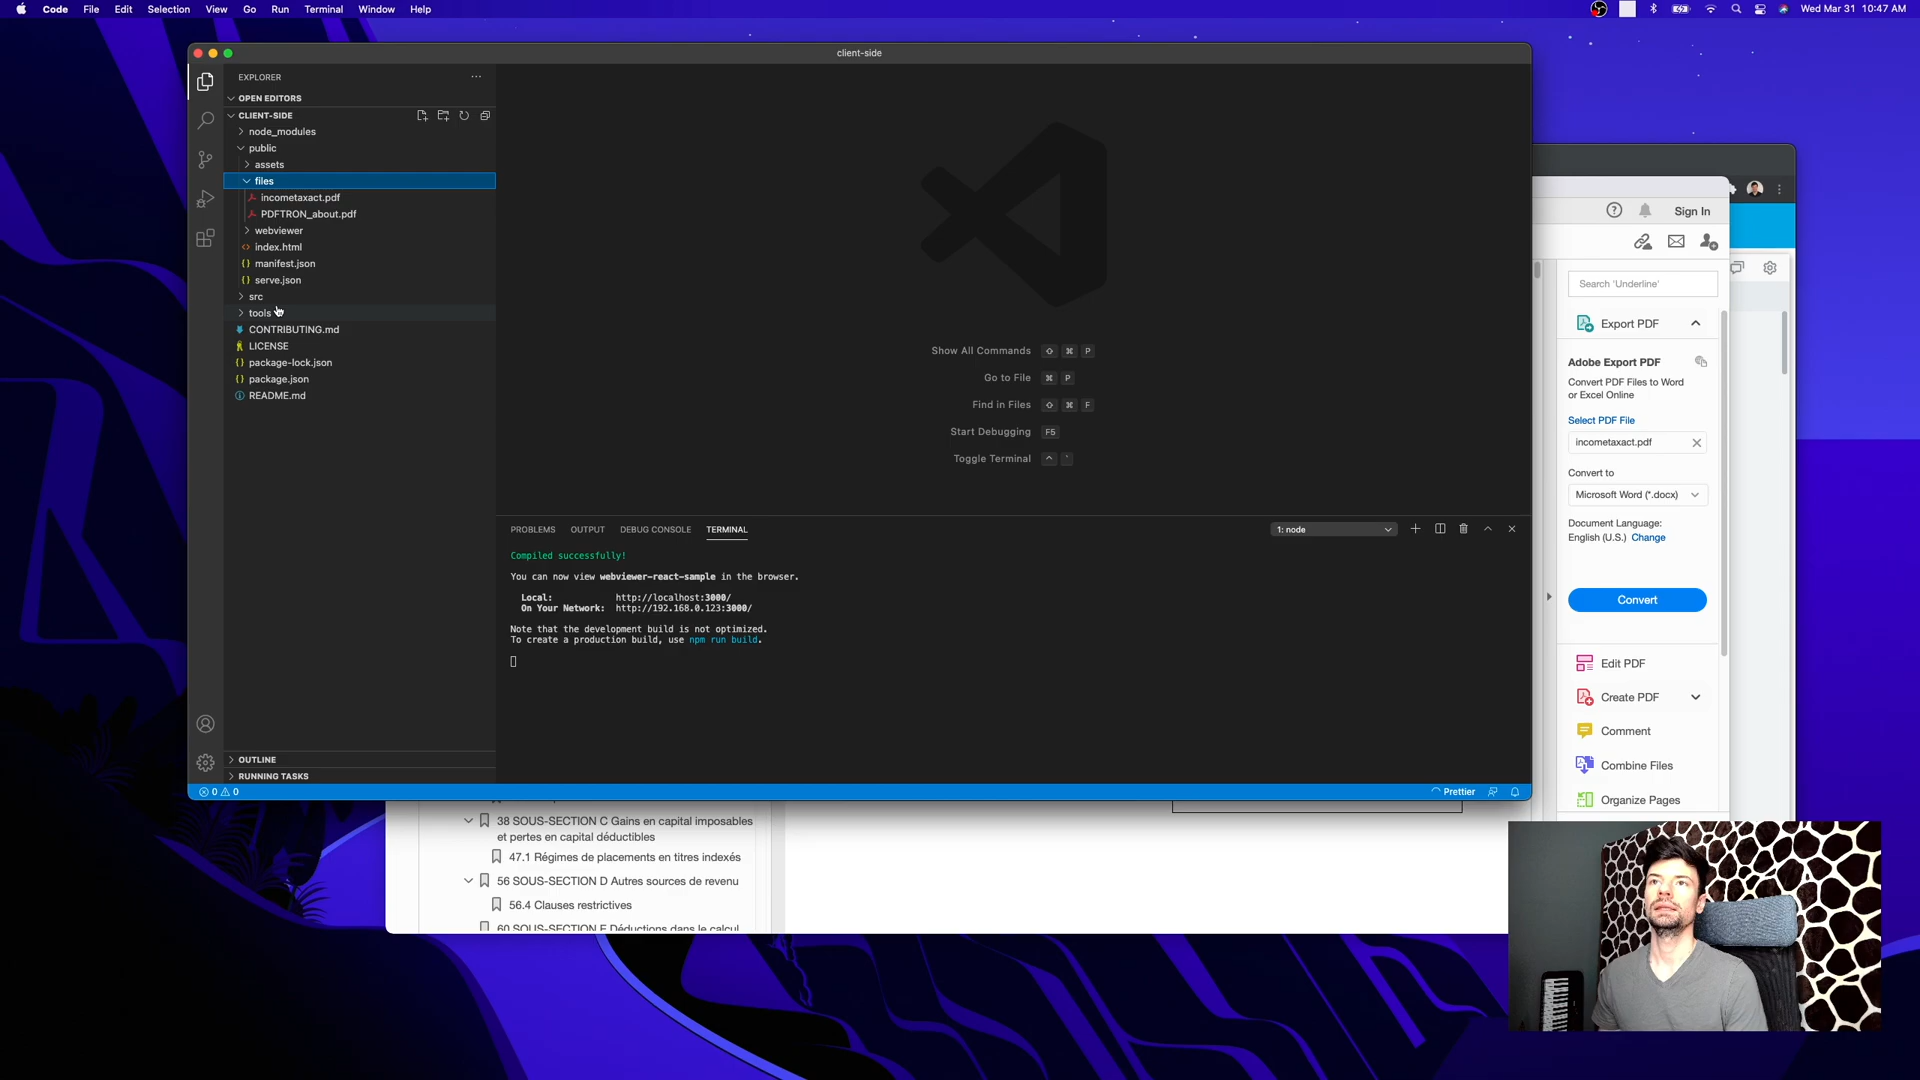 Code File Edit Selection View Go Run Terminal Window Help
Wed Mar 31 10:47 AM
client-side
EXPLORER
OPEN EDITORS
CLIENT-SIDE
node_modules
public
assets
files
incometaxact.pdf
PDFTRON_about.pdf
webviewer
index.html
manifest.json
serve.json
src
tools
CONTRIBUTING.md
LICENSE
package-lock.json
package.json
README.md
OUTLINE
RUNNING TASKS
0 0
Show All Commands ⇧ ⌘ P
Go to File ⌘ P
Find in Files ⇧ ⌘ F
Start Debugging F5
Toggle Terminal ^ `
PROBLEMS OUTPUT DEBUG CONSOLE TERMINAL
1: node
Compiled successfully!
You can now view webviewer-react-sample in the browser.
Local: http://localhost:3000/
On Your Network: http://192.168.0.123:3000/
Note that the development build is not optimized.
To create a production build, use npm run build.
Prettier
Sign In
Search 'Underline'
Export PDF
Adobe Export PDF
Convert PDF Files to Word
or Excel Online
Select PDF File
incometaxact.pdf
Convert to
Microsoft Word (*.docx)
Document Language:
English (U.S.) Change
Convert
Edit PDF
Create PDF
Comment
Combine Files
Organize Pages
38 SOUS-SECTION C Gains en capital imposables
et pertes en capital déductibles
47.1 Régimes de placements en titres indexés
56 SOUS-SECTION D Autres sources de revenu
56.4 Clauses restrictives
60 SOUS-SECTION E Déductions dans le calcul